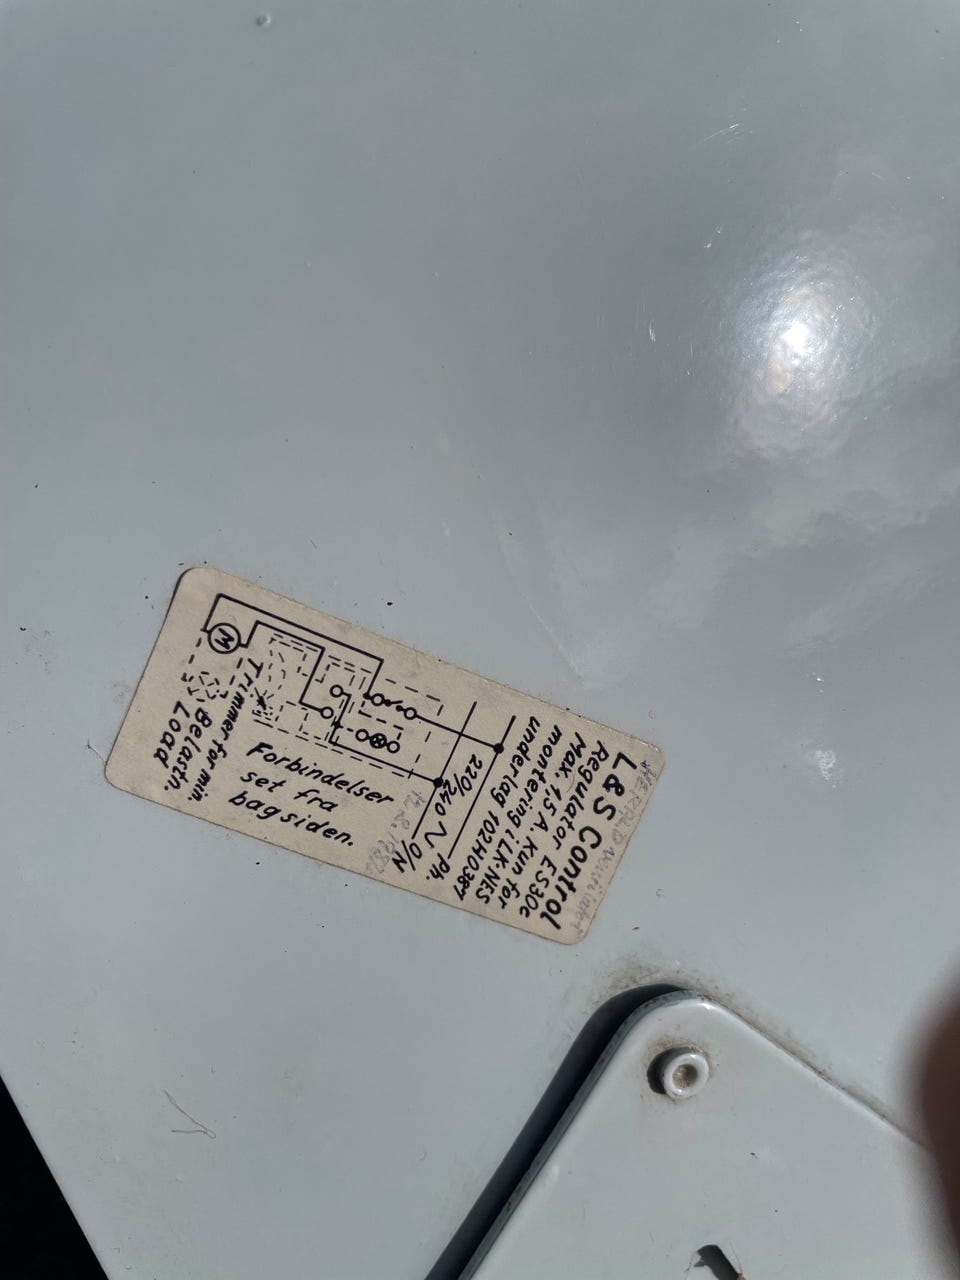 L&S Control
Regulator ES30c
Max. 1,5 A. Kun for
montering i LK-NES
underlag 102H0387
220/240 ~ Ph.
O/N
M
Forbindelser
set fra
bagsiden.
Trimmer for min.
Belastn.
Load